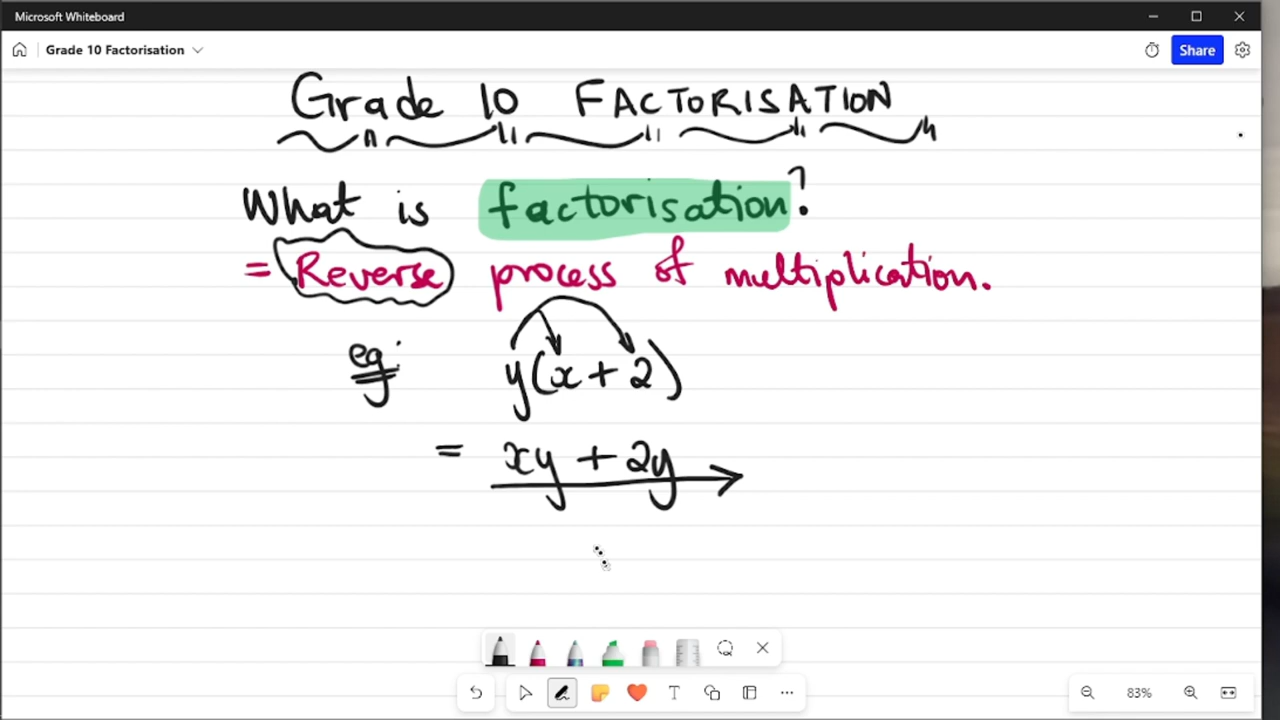 Microsoft Whiteboard
Grade 10 Factorisation
Share
Grade 10 FACTORISATION
What is factorisation?
= Reverse process of multiplication.
eg: y(x + 2)
= xy + 2y
83%